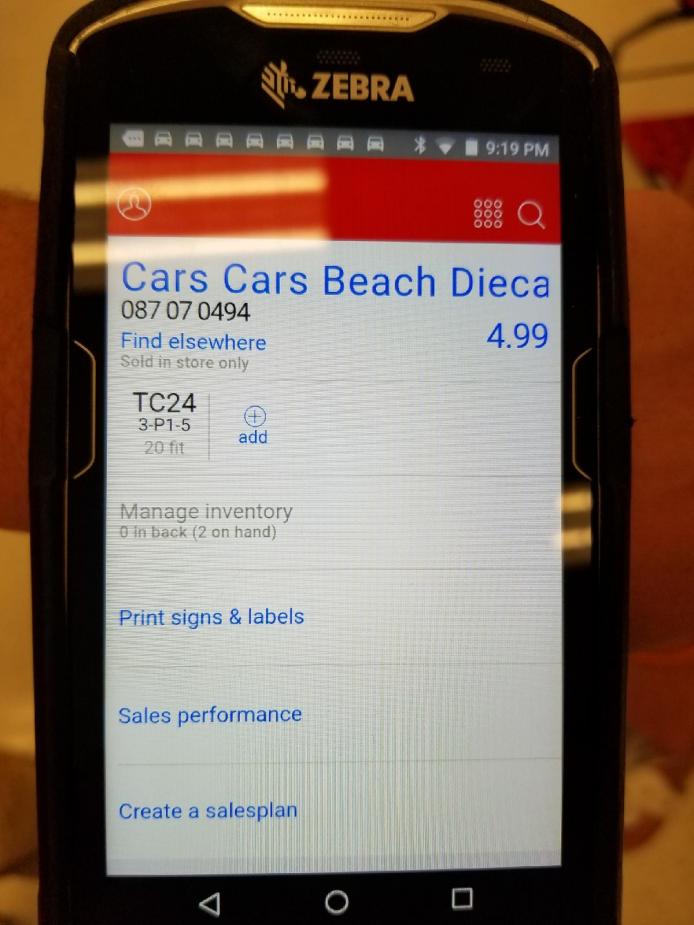 ZEBRA
9:19 PM
Cars Cars Beach Dieca
087 07 0494
Find elsewhere
4.99
Sold in store only
TC24
3-P1-5
20 fit
add
Manage inventory
0 in back (2 on hand)
Print signs & labels
Sales performance
Create a salesplan